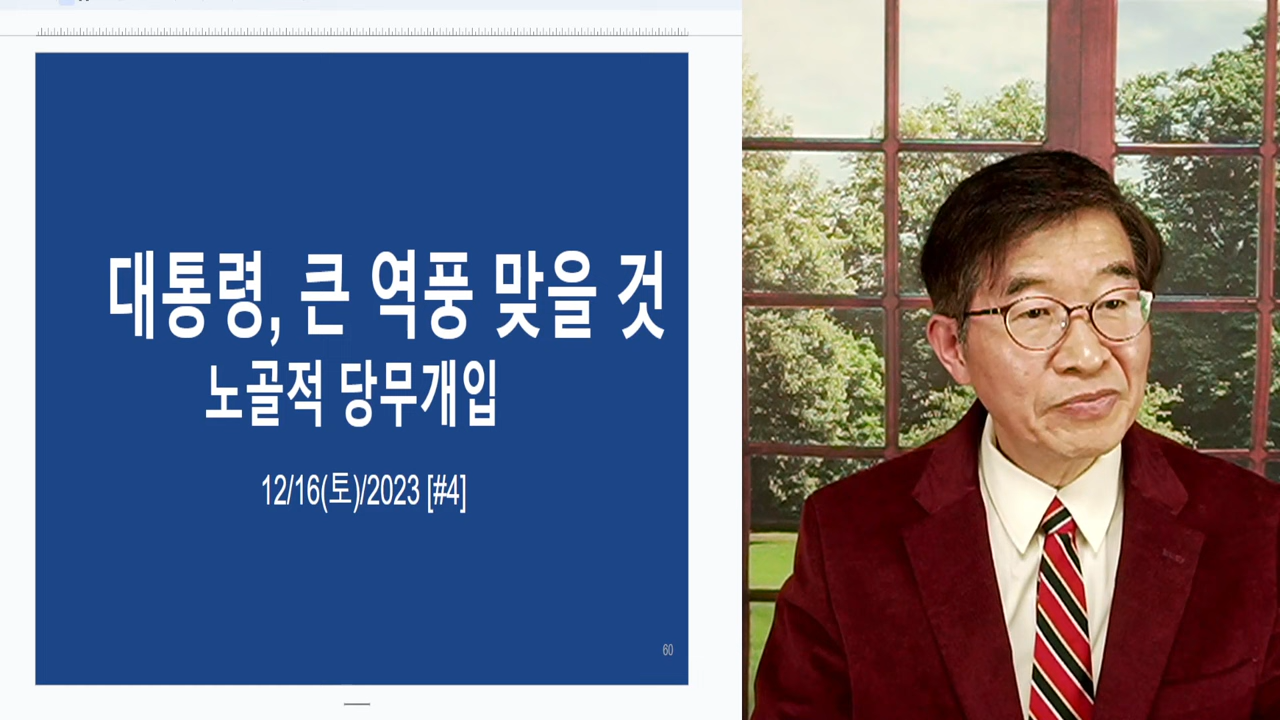 대통령, 큰 역풍 맞을 것
노골적 당무개입
12/16(토)/2023 [#4]
60